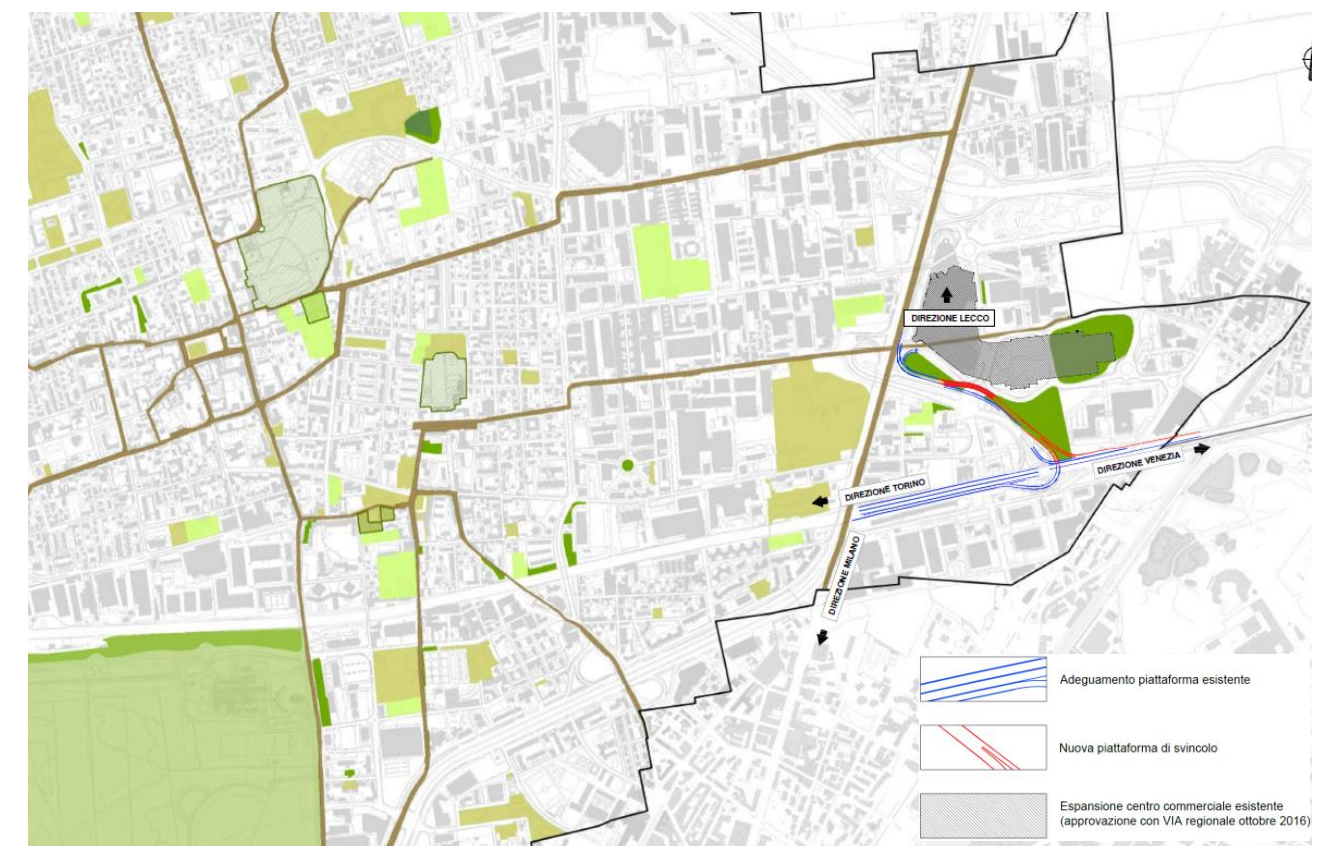 DIREZIONE LECCO
DIREZIONE VENEZIA
DIREZIONE TORINO
DIREZIONE MILANO
Adeguamento piattaforma esistente
Nuova piattaforma di svincolo
Espansione centro commerciale esistente
(approvazione con VIA regionale ottobre 2016)